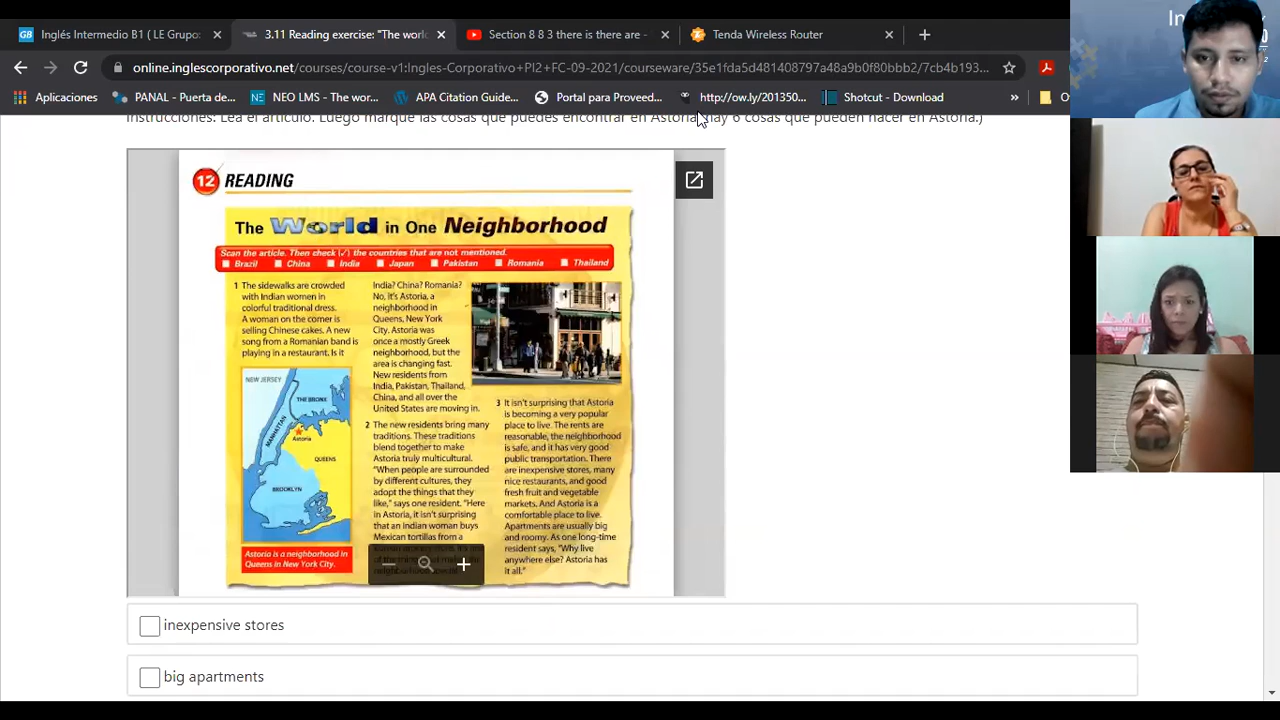 Inglés Intermedio B1 ( LE Grupo:
3.11 Reading exercise: "The worl
Section 8 8 3 there is there are -
Tenda Wireless Router
online.inglescorporativo.net/courses/course-v1:Ingles-Corporativo+PI2+FC-09-2021/courseware/35e1fda5d481408797a48a9b0f80bbb2/7cb4b193...
Aplicaciones
PANAL - Puerta de...
NEO LMS - The wor...
APA Citation Guide...
Portal para Proveed...
http://ow.ly/201350...
Shotcut - Download
Instrucciones: Lea el artículo. Luego marque las cosas que puedes encontrar en Astoria, hay 6 cosas que pueden hacer en Astoria.)
12 READING
The World in One Neighborhood
Scan the article. Then check (✓) the countries that are not mentioned.
Brazil China India Japan Pakistan Romania Thailand
1 The sidewalks are crowded
with Indian women in
colorful traditional dress.
A woman on the corner is
selling Chinese cakes. A new
song from a Romanian band is
playing in a restaurant. Is it
India? China? Romania?
No, it's Astoria, a
neighborhood in
Queens, New York
City. Astoria was
once a mostly Greek
neighborhood, but the
area is changing fast.
New residents from
India, Pakistan, Thailand,
China, and all over the
United States are moving in.
2 The new residents bring many
traditions. These traditions
blend together to make
Astoria truly multicultural.
"When people are surrounded
by different cultures, they
adopt the things that they
like," says one resident. "Here
in Astoria, it isn't surprising
that an Indian woman buys
Mexican tortillas from a
3 It isn't surprising that Astoria
is becoming a very popular
place to live. The rents are
reasonable, the neighborhood
is safe, and it has very good
public transportation. There
are inexpensive stores, many
nice restaurants, and good
fresh fruit and vegetable
markets. And Astoria is a
comfortable place to live.
Apartments are usually big
and roomy. As one long-time
resident says, "Why live
anywhere else? Astoria has
it all."
NEW JERSEY
THE BRONX
MANHATTAN
Astoria
QUEENS
BROOKLYN
Astoria is a neighborhood in
Queens in New York City.
inexpensive stores
big apartments